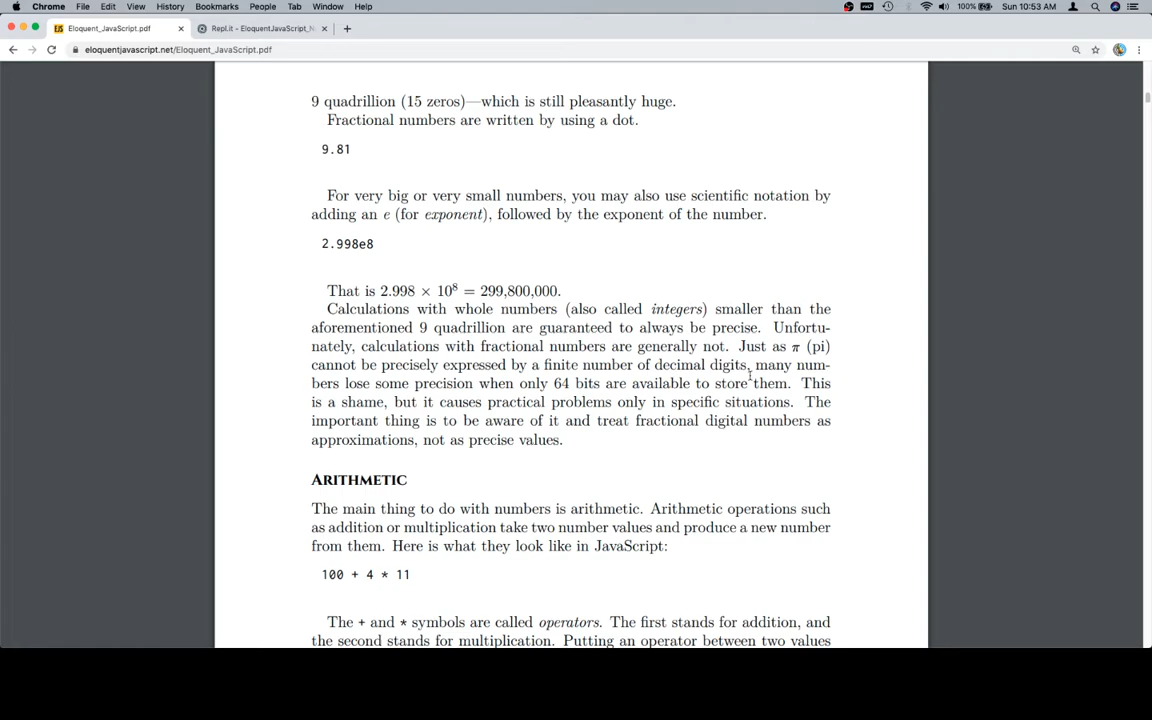 Chrome File Edit View History Bookmarks People Tab Window Help 100% Sun 10:53 AM
Eloquent_JavaScript.pdf Repl.it - EloquentJavaScript_N
eloquentjavascript.net/Eloquent_JavaScript.pdf
9 quadrillion (15 zeros)—which is still pleasantly huge.
Fractional numbers are written by using a dot.
9.81
For very big or very small numbers, you may also use scientific notation by
adding an e (for exponent), followed by the exponent of the number.
2.998e8
That is 2.998 × 10⁸ = 299,800,000.
Calculations with whole numbers (also called integers) smaller than the
aforementioned 9 quadrillion are guaranteed to always be precise. Unfortu-
nately, calculations with fractional numbers are generally not. Just as π (pi)
cannot be precisely expressed by a finite number of decimal digits, many num-
bers lose some precision when only 64 bits are available to store them. This
is a shame, but it causes practical problems only in specific situations. The
important thing is to be aware of it and treat fractional digital numbers as
approximations, not as precise values.
ARITHMETIC
The main thing to do with numbers is arithmetic. Arithmetic operations such
as addition or multiplication take two number values and produce a new number
from them. Here is what they look like in JavaScript:
100 + 4 * 11
The + and * symbols are called operators. The first stands for addition, and
the second stands for multiplication. Putting an operator between two values